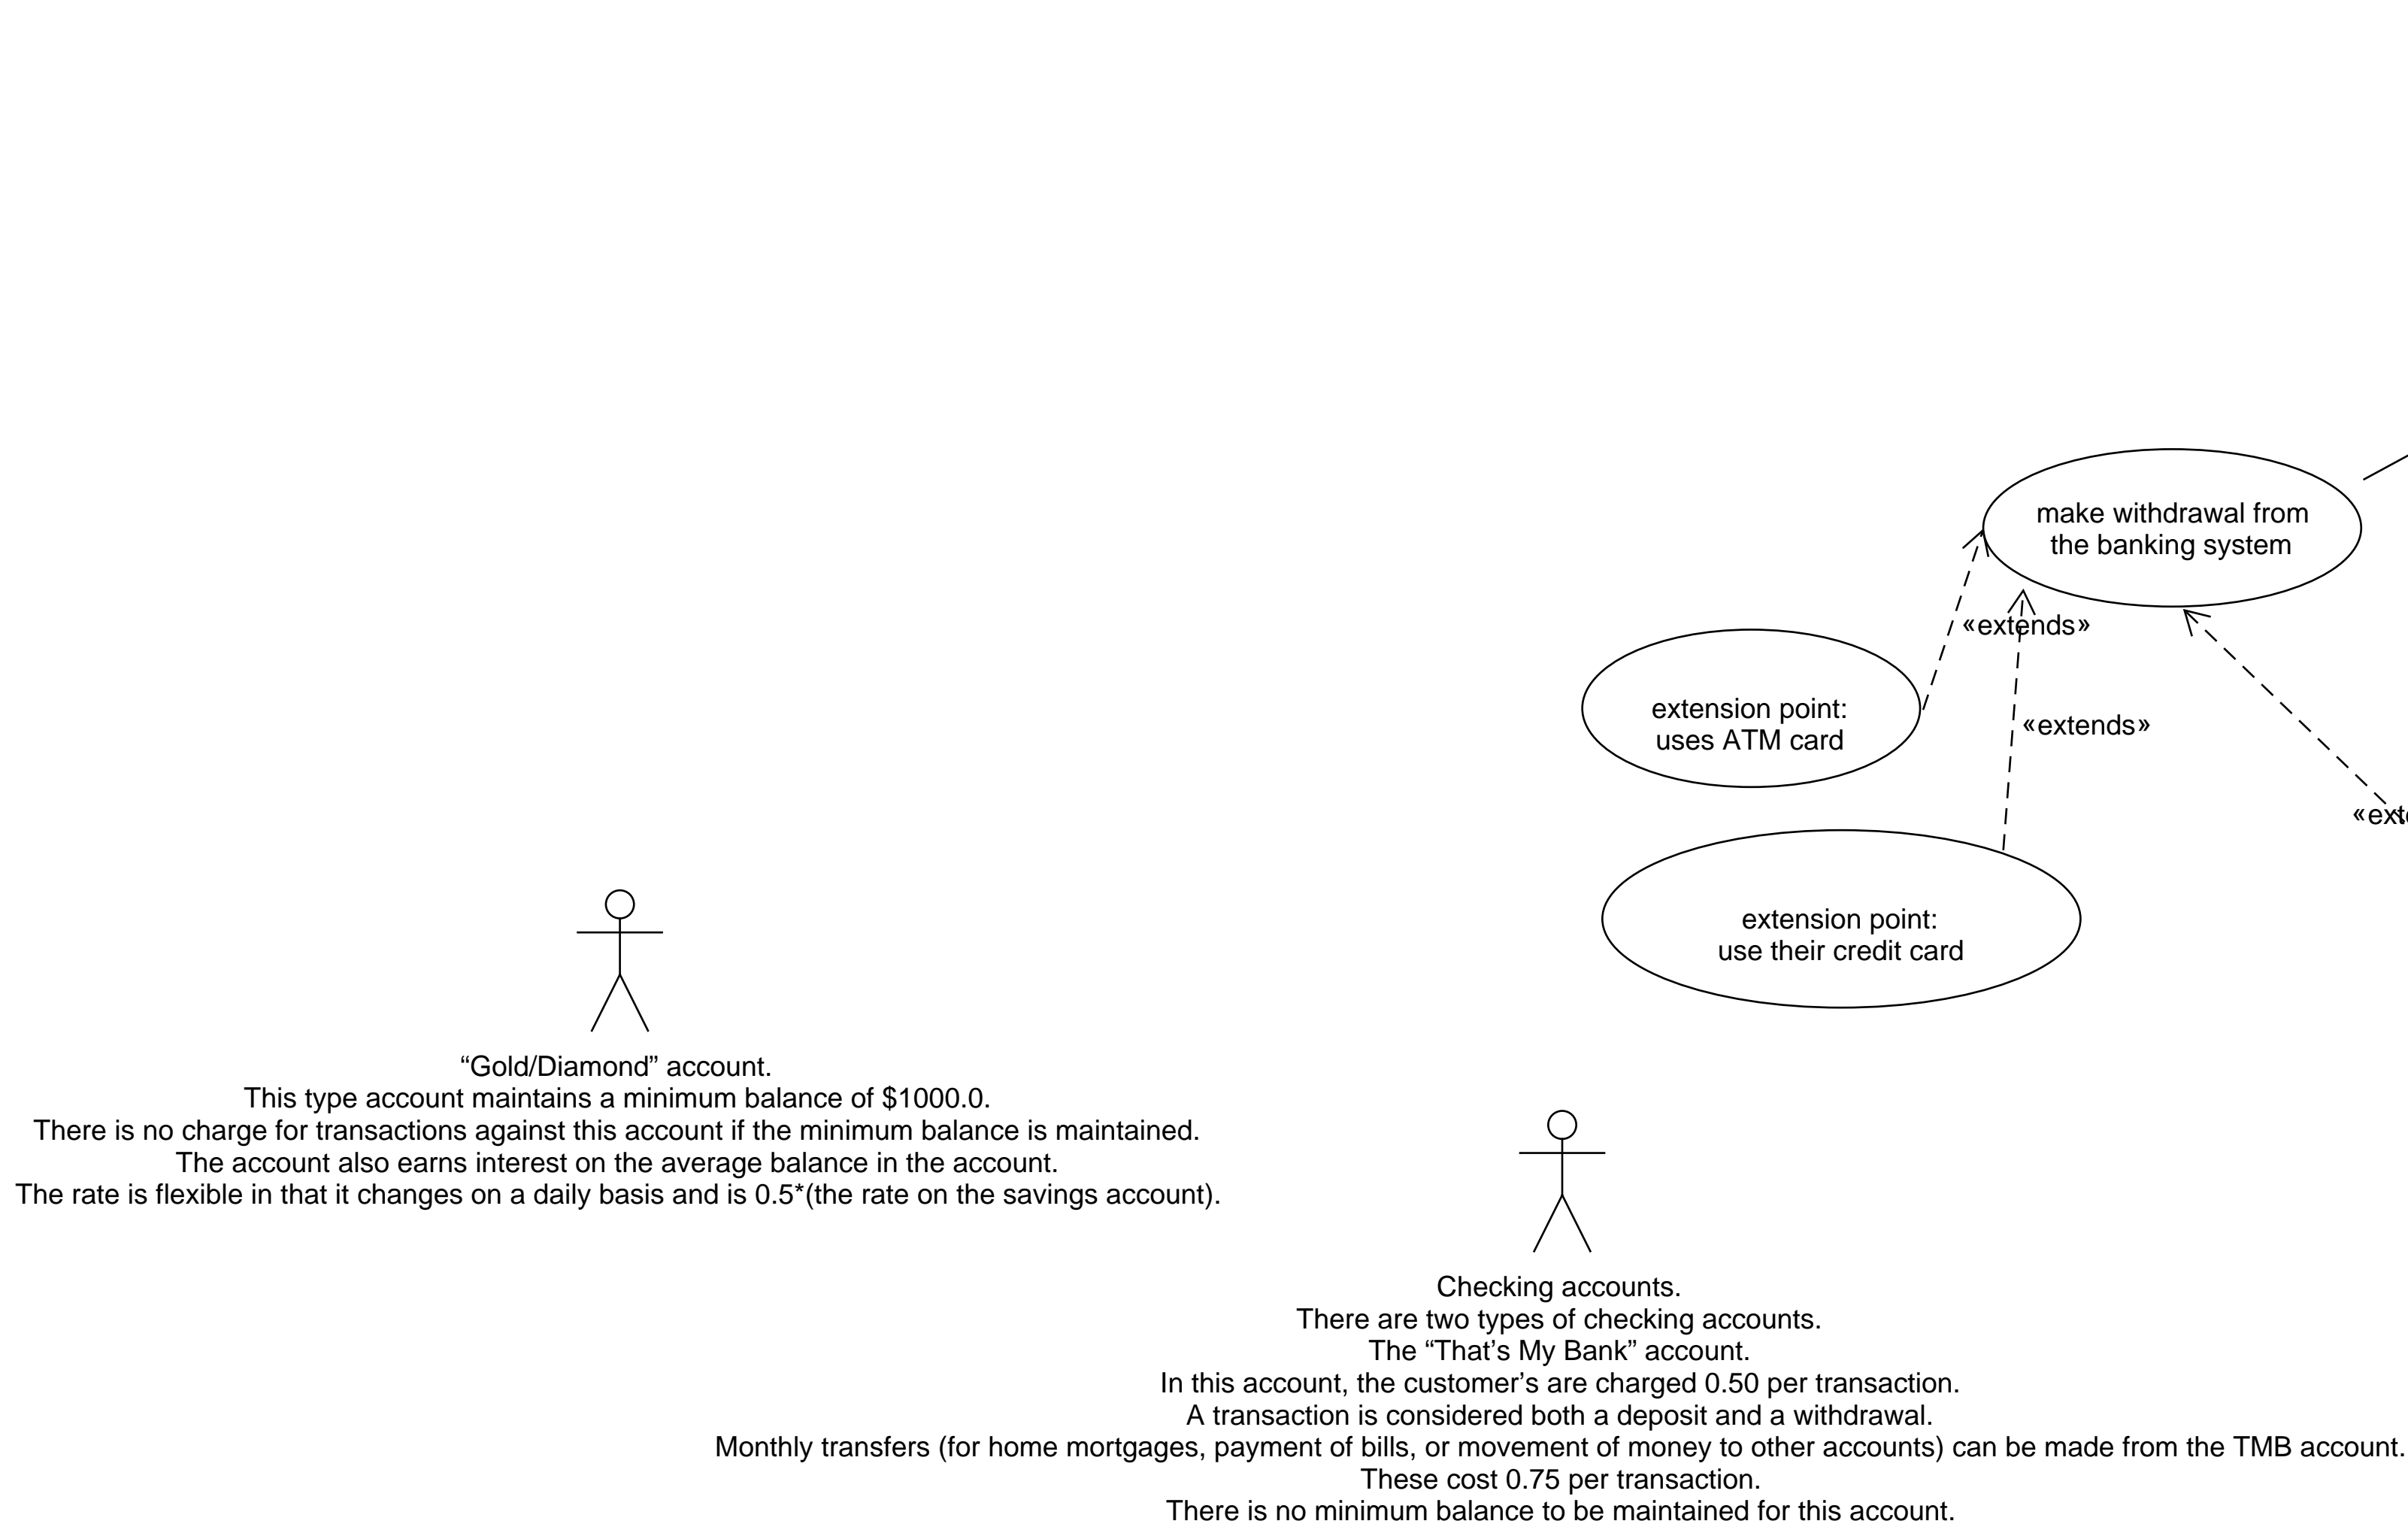 make withdrawal from
the banking system
«extends»
extension point:
uses ATM card
«extends»
extension point:
use their credit card
“Gold/Diamond” account.
This type account maintains a minimum balance of $1000.0.
There is no charge for transactions against this account if the minimum balance is maintained.
The account also earns interest on the average balance in the account.
The rate is flexible in that it changes on a daily basis and is 0.5*(the rate on the savings account).
Checking accounts.
There are two types of checking accounts.
The “That’s My Bank” account.
In this account, the customer’s are charged 0.50 per transaction.
A transaction is considered both a deposit and a withdrawal.
Monthly transfers (for home mortgages, payment of bills, or movement of money to other accounts) can be made from the TMB account.
These cost 0.75 per transaction.
There is no minimum balance to be maintained for this account.